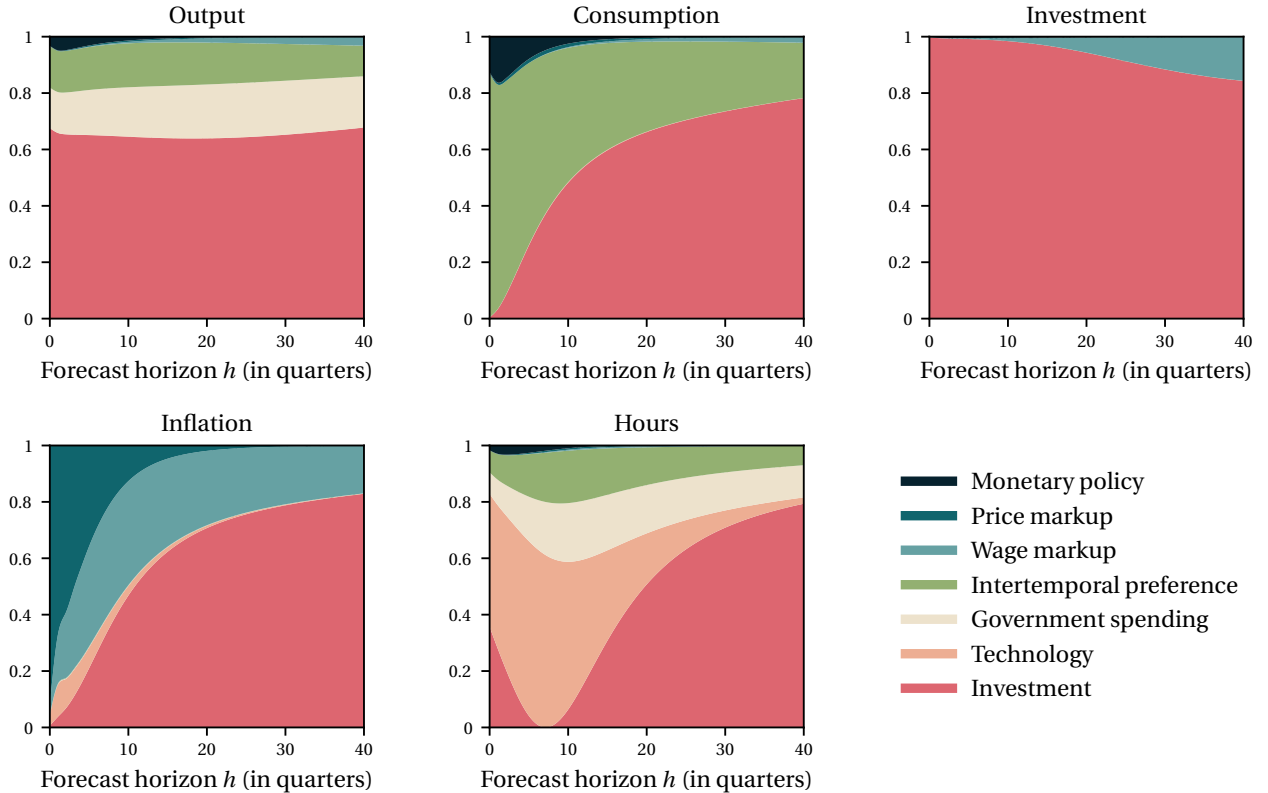 Output
1
0.8
0.6
0.4
0.2
0
0 10 20 30 40
Forecast horizon h (in quarters)
Consumption
1
0.8
0.6
0.4
0.2
0
0 10 20 30 40
Forecast horizon h (in quarters)
Investment
1
0.8
0.6
0.4
0.2
0
0 10 20 30 40
Forecast horizon h (in quarters)
Inflation
1
0.8
0.6
0.4
0.2
0
0 10 20 30 40
Forecast horizon h (in quarters)
Hours
1
0.8
0.6
0.4
0.2
0
0 10 20 30 40
Forecast horizon h (in quarters)
Monetary policy
Price markup
Wage markup
Intertemporal preference
Government spending
Technology
Investment